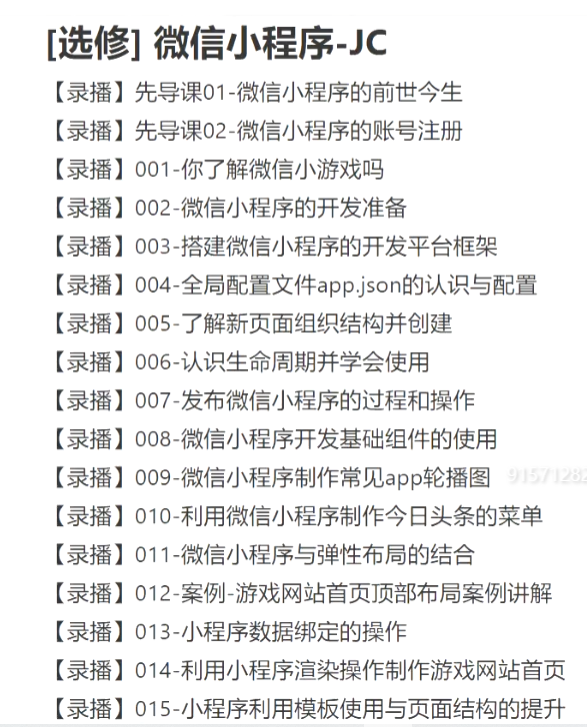 [选修] 微信小程序-JC
【录播】先导课01-微信小程序的前世今生
【录播】先导课02-微信小程序的账号注册
【录播】001-你了解微信小游戏吗
【录播】002-微信小程序的开发准备
【录播】003-搭建微信小程序的开发平台框架
【录播】004-全局配置文件app.json的认识与配置
【录播】005-了解新页面组织结构并创建
【录播】006-认识生命周期并学会使用
【录播】007-发布微信小程序的过程和操作
【录播】008-微信小程序开发基础组件的使用
【录播】009-微信小程序制作常见app轮播图
91571282
【录播】010-利用微信小程序制作今日头条的菜单
【录播】011-微信小程序与弹性布局的结合
【录播】012-案例-游戏网站首页顶部布局案例讲解
【录播】013-小程序数据绑定的操作
【录播】014-利用小程序渲染操作制作游戏网站首页
【录播】015-小程序利用模板使用与页面结构的提升